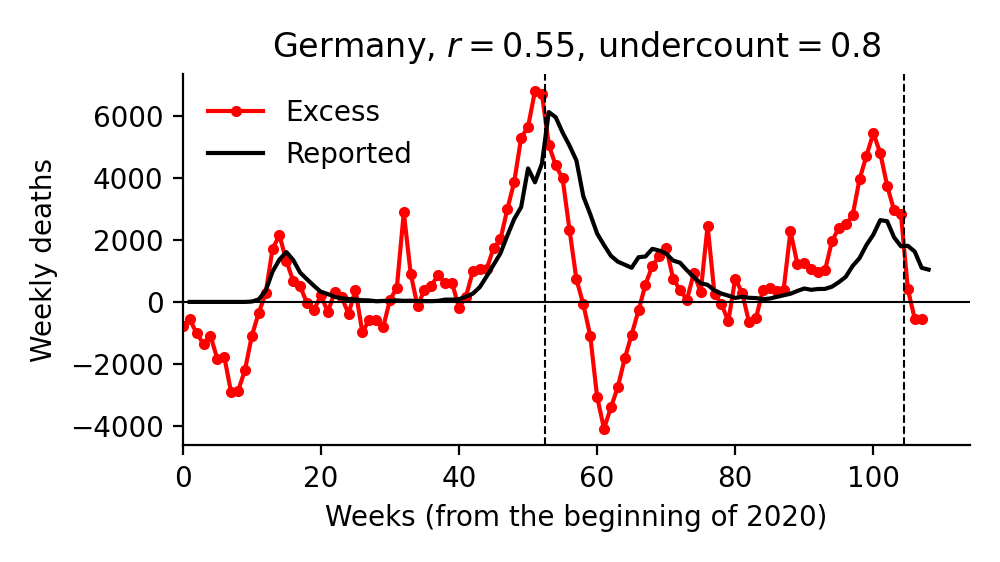 Germany, r = 0.55, undercount = 0.8
Excess
Reported
Weekly deaths
6000
4000
2000
0
−2000
−4000
0 20 40 60 80 100
Weeks (from the beginning of 2020)